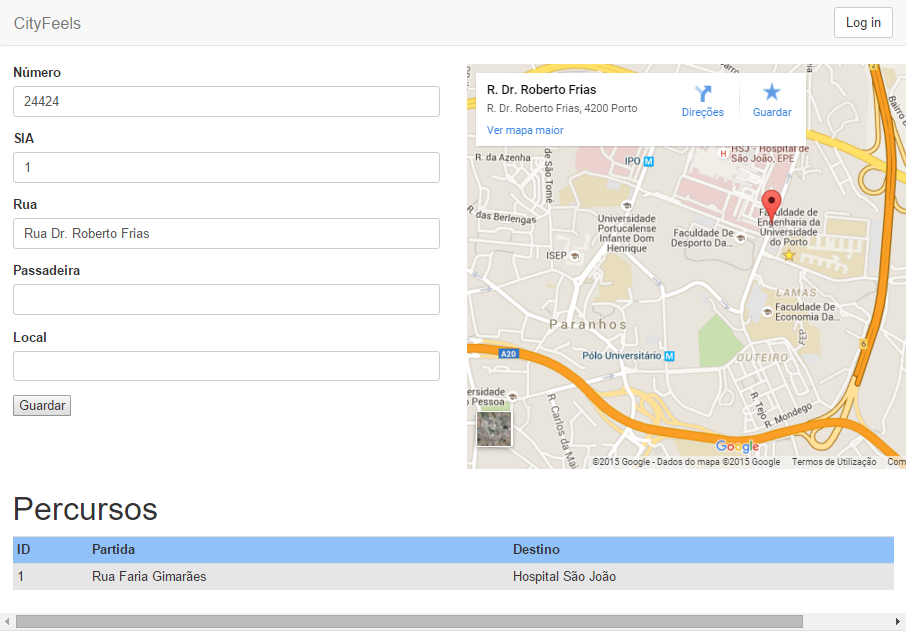 CityFeels
Log in
Número
24424
SIA
1
Rua
Rua Dr. Roberto Frias
Passadeira
Local
Guardar
R. Dr. Roberto Frias
R. Dr. Roberto Frias, 4200 Porto
Ver mapa maior
Direções
Guardar
R. da Azenha
de São Tomé
IPO M
H HSJ - Hospital de
São João, EPE
Bairro
R. das Berlengas
Universidade
Portucalense
Infante Dom
Henrique
Faculdade de
Desporto Da...
Faculdade de
Engenharia da
Universidade
do Porto
ISEP
LAMAS
Faculdade de
Economia Da...
Paranhos
FEP
A20
Pólo Universitário M
OUTEIRO
6
ersidade
o Pessoa
R. Carlos da Mai
R. Tejo
R. Mondego
Google
©2015 Google - Dados do mapa ©2015 Google
Termos de Utilização
Com
Percursos
ID Partida Destino
1 Rua Faria Gimarães Hospital São João